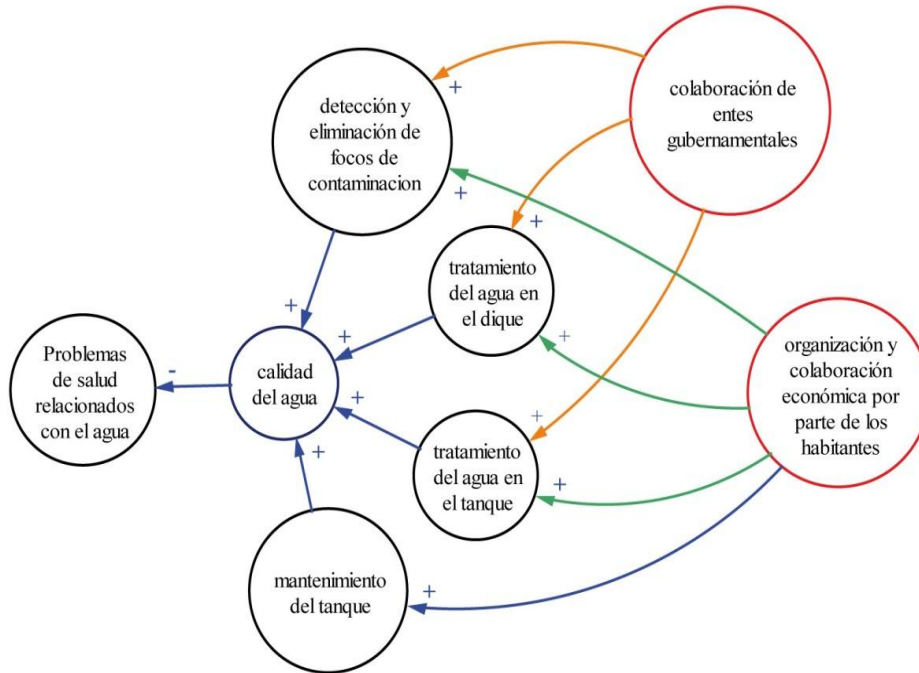 detección y
eliminación de
focos de
contaminacion
colaboración de
entes
gubernamentales
+
+
+
tratamiento
del agua en
el dique
+
+
+
Problemas
de salud
relacionados
con el agua
-
calidad
del agua
organización y
colaboración
económica por
parte de los
habitantes
+
+
tratamiento
del agua en
el tanque
+
+
mantenimiento
del tanque
+